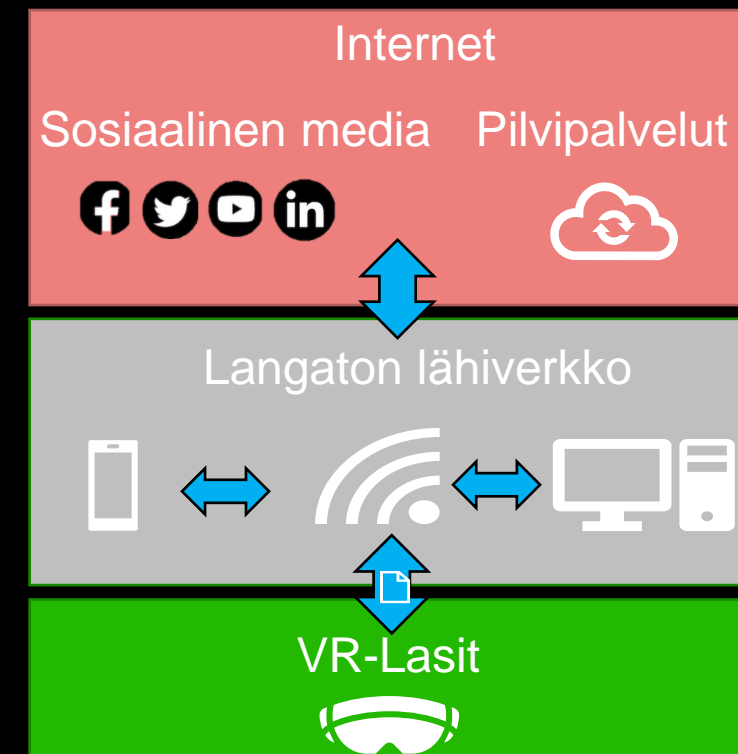 Internet
Sosiaalinen media Pilvipalvelut
Langaton lähiverkko
VR-Lasit